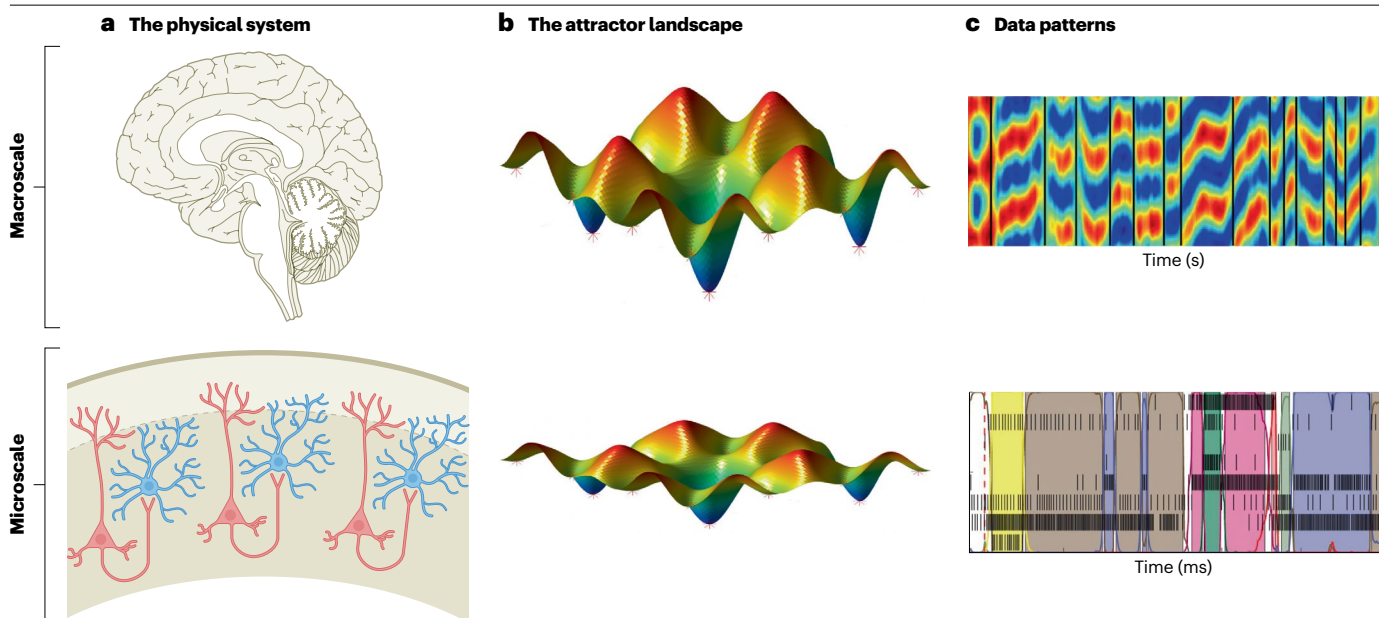 a The physical system
b The attractor landscape
c Data patterns
Macroscale
Time (s)
Microscale
Time (ms)